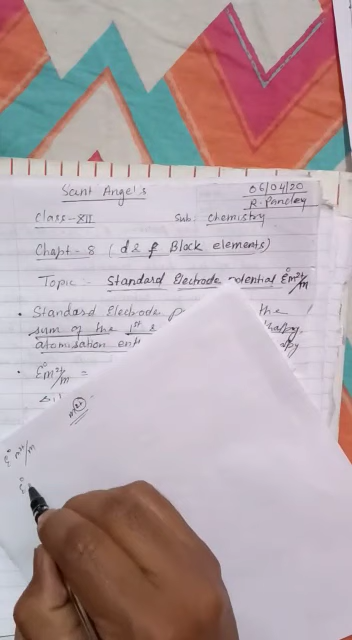 Saint Angel's
06/04/20
R. Pandey
Class - XII
Sub: Chemistry
Chapt - 8 ( d & f Block elements)
Topic :- Standard Electrode potential E°M²⁺/M
• Standard Electrode the
sum of the 1st &
atomisation
• E°M²⁺/M =
M²⁺
E°M²⁺/M
E°